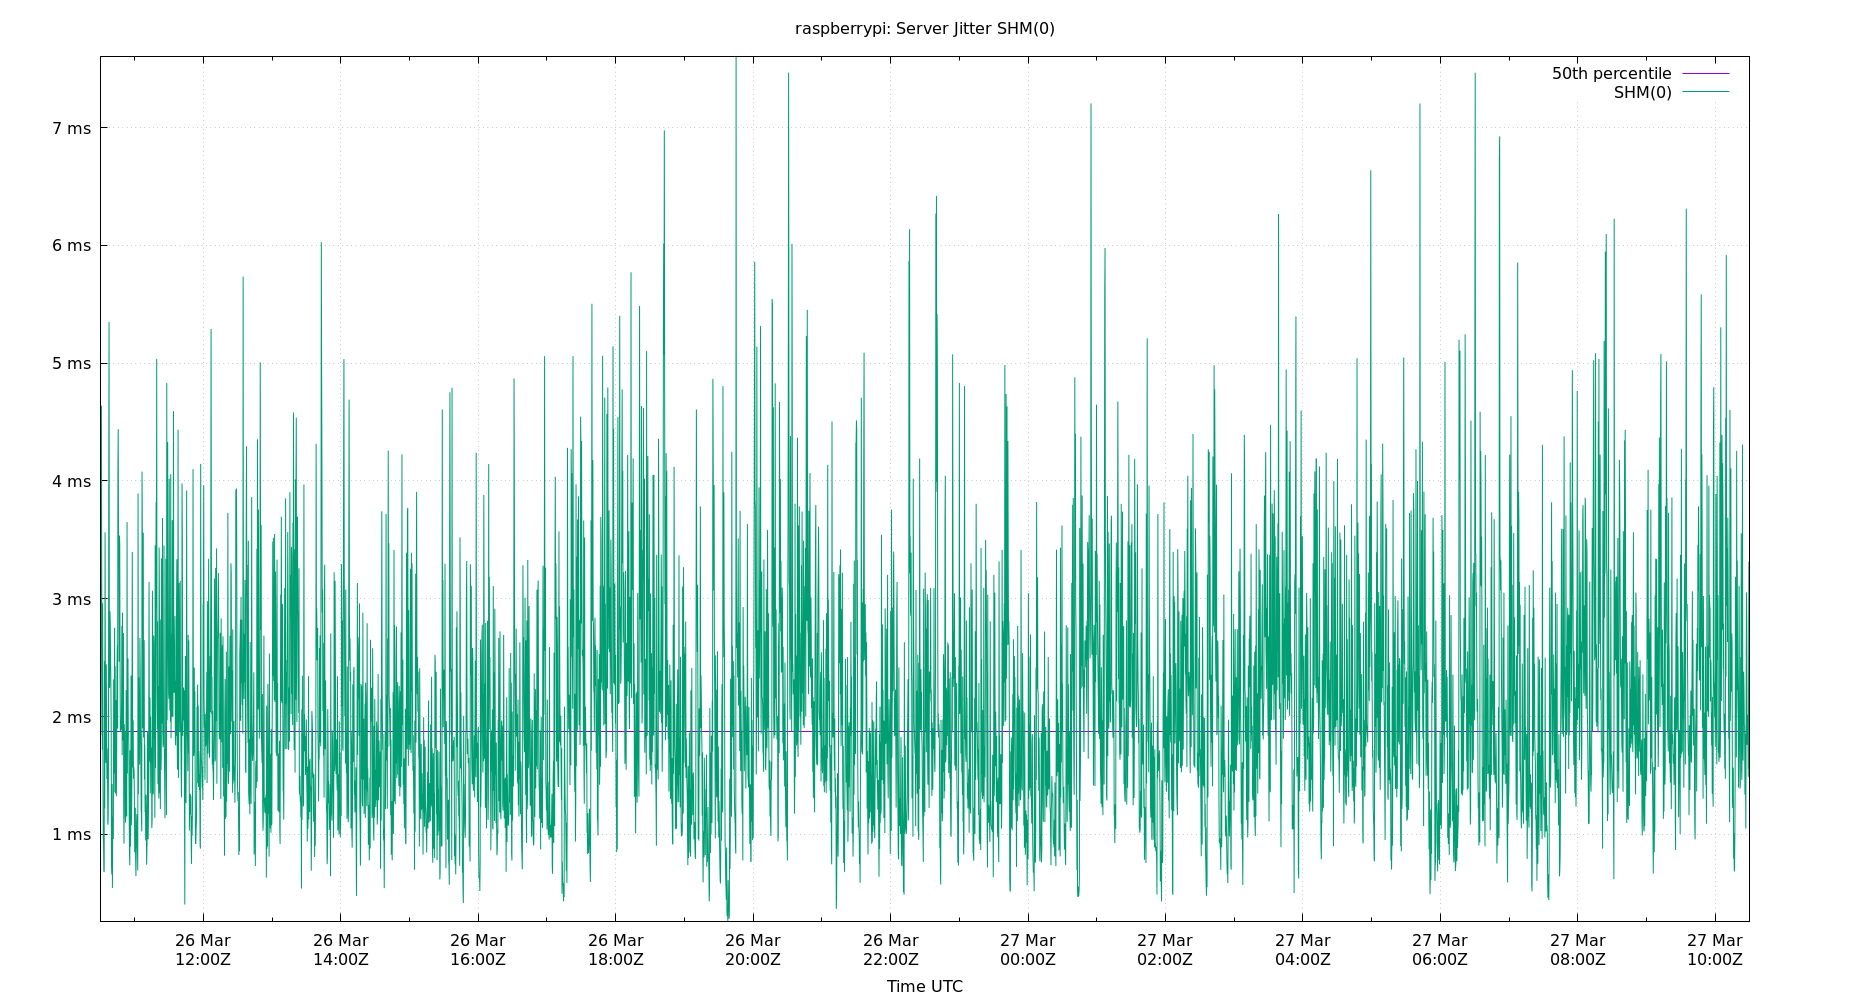 raspberrypi: Server Jitter SHM(0)
50th percentile
SHM(0)
7 ms
6 ms
5 ms
4 ms
3 ms
2 ms
1 ms
26 Mar 26 Mar 26 Mar 26 Mar 26 Mar 26 Mar 27 Mar 27 Mar 27 Mar 27 Mar 27 Mar 27 Mar
12:00Z 14:00Z 16:00Z 18:00Z 20:00Z 22:00Z 00:00Z 02:00Z 04:00Z 06:00Z 08:00Z 10:00Z
Time UTC